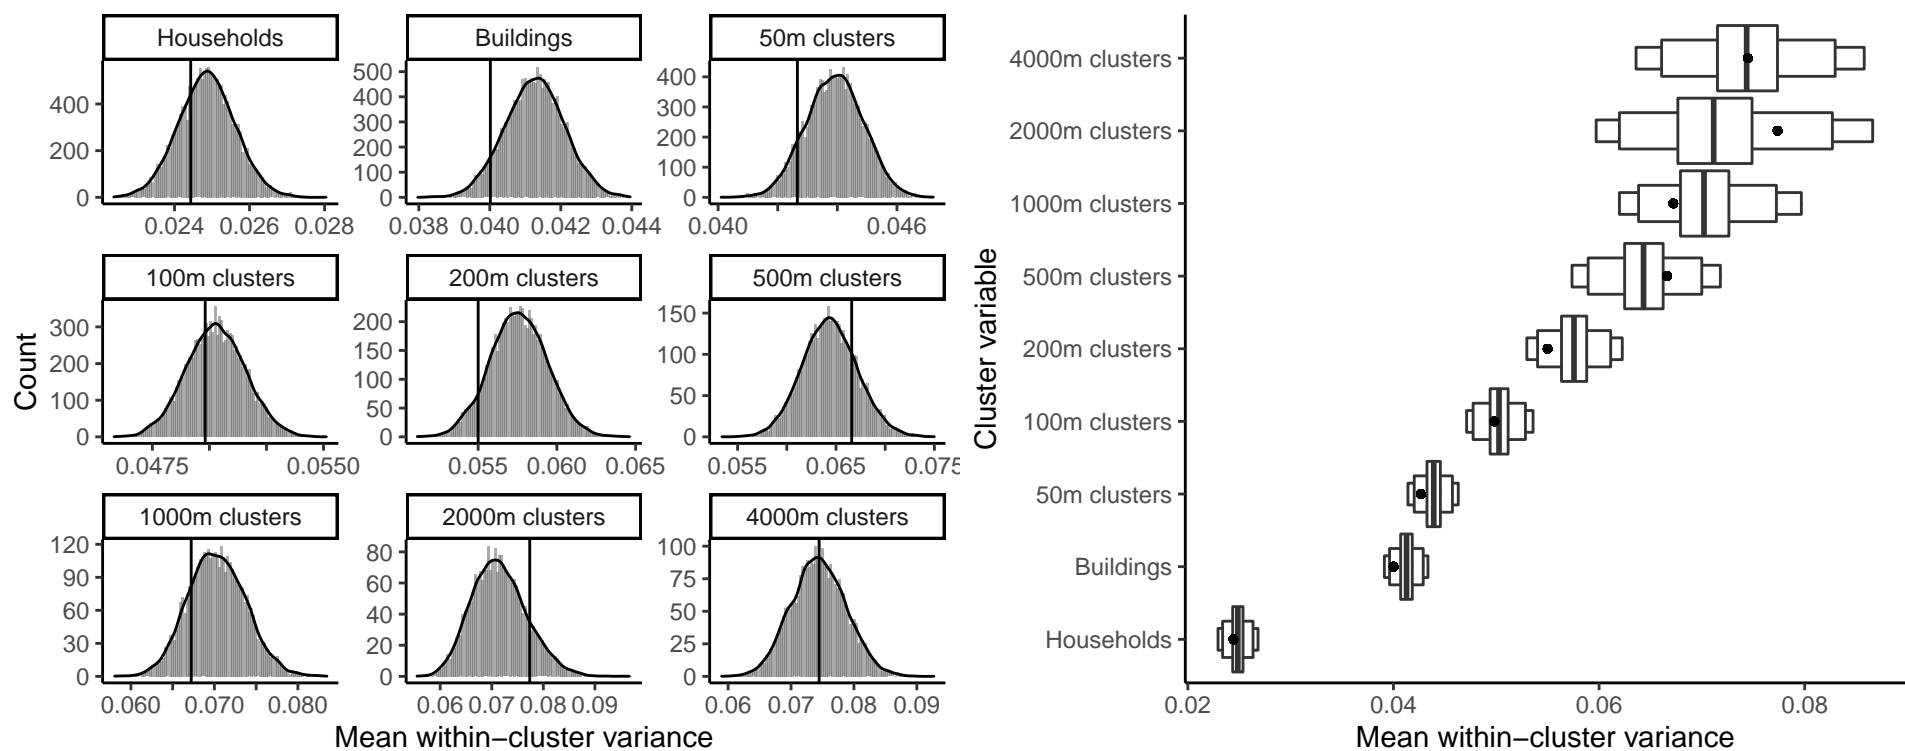 Households Buildings 50m clusters
400
200
0
0.024 0.026 0.028
500
400
300
200
100
0
0.038 0.040 0.042 0.044
400
300
200
100
0
0.040 0.046
100m clusters 200m clusters 500m clusters
300
200
100
0
0.0475 0.0550
200
150
100
50
0
0.055 0.060 0.065
150
100
50
0
0.055 0.065 0.075
1000m clusters 2000m clusters 4000m clusters
120
90
60
30
0
0.060 0.070 0.080
80
60
40
20
0
0.06 0.07 0.08 0.09
100
75
50
25
0
0.06 0.07 0.08 0.09
Count
Mean within−cluster variance
Cluster variable
4000m clusters
2000m clusters
1000m clusters
500m clusters
200m clusters
100m clusters
50m clusters
Buildings
Households
0.02 0.04 0.06 0.08
Mean within−cluster variance